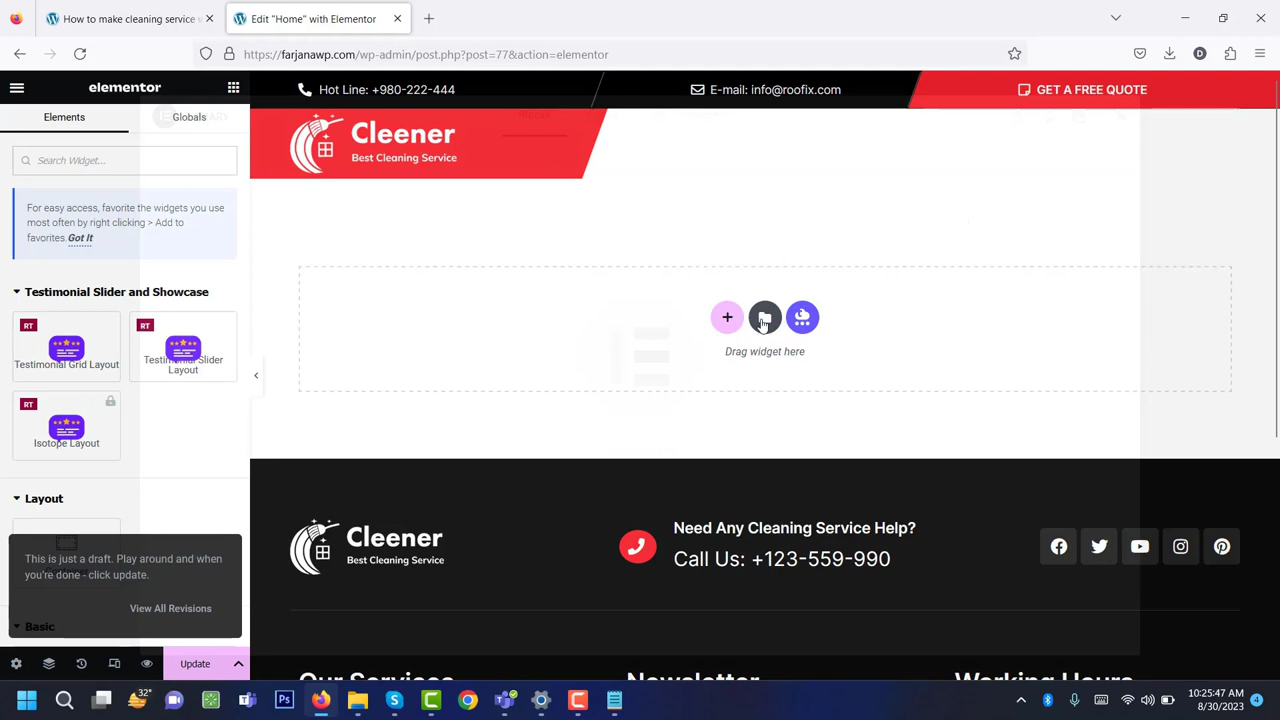 How to make cleaning service w
Edit "Home" with Elementor
https://farjanawp.com/wp-admin/post.php?post=77&action=elementor
elementor
Hot Line: +980-222-444
E-mail: info@roofix.com
GET A FREE QUOTE
Elements
Globals
Cleener
Best Cleaning Service
Search Widget...
For easy access, favorite the widgets you use
most often by right clicking > Add to
favorites. Got It
Testimonial Slider and Showcase
RT
Testimonial Grid Layout
RT
Testimonial Slider
Layout
RT
Isotope Layout
Drag widget here
Layout
This is just a draft. Play around and when
you're done - click update.
View All Revisions
Basic
Update
Cleener
Best Cleaning Service
Need Any Cleaning Service Help?
Call Us: +123-559-990
Our Services
Newsletter
Working Hours
32°
Ps
10:25:47 AM
8/30/2023